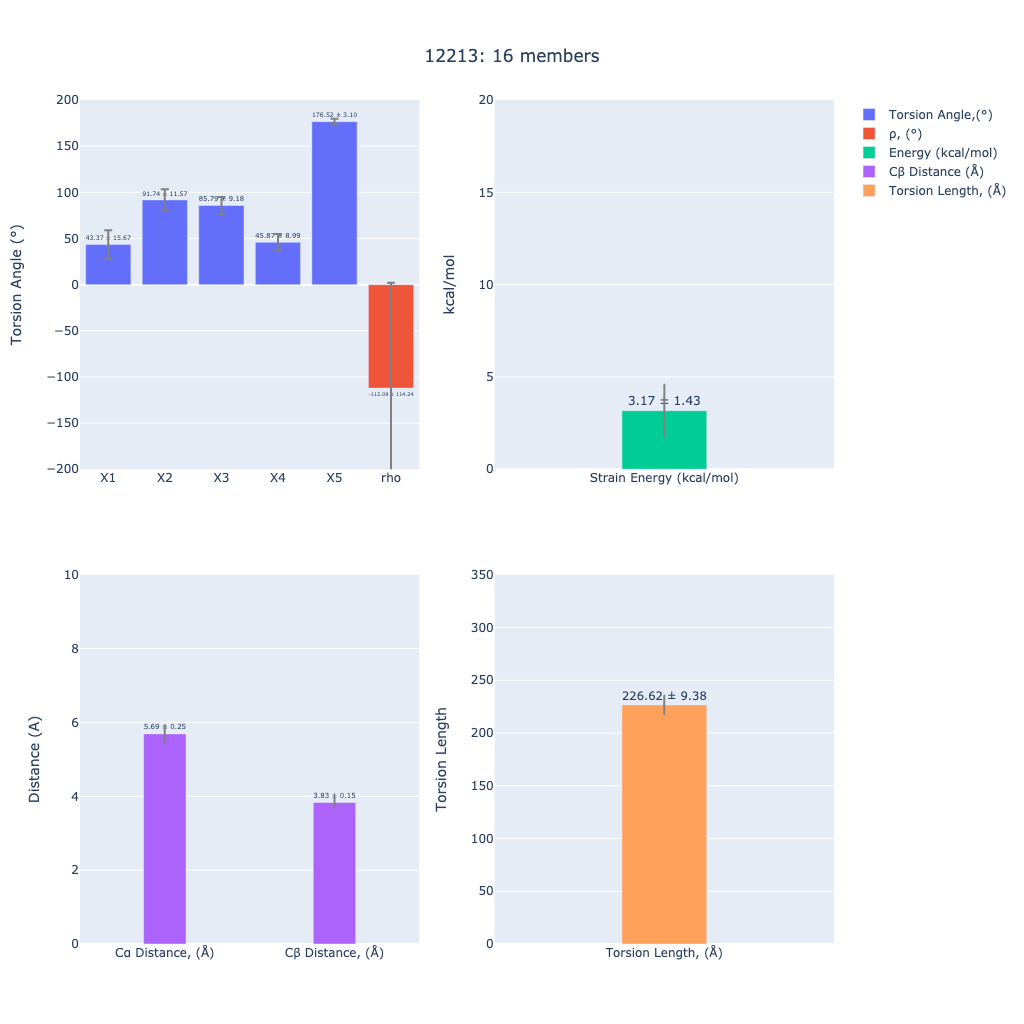 12213: 16 members
200
150
100
50
0
−50
−100
−150
−200
Torsion Angle (°)
43.37 ± 15.67
91.74 ± 11.57
85.79 ± 9.18
45.87 ± 8.99
176.52 ± 3.10
-112.09 ± 114.24
X1
X2
X3
X4
X5
rho
20
15
10
5
0
kcal/mol
3.17 ± 1.43
Strain Energy (kcal/mol)
Torsion Angle,(°)
ρ, (°)
Energy (kcal/mol)
Cβ Distance (Å)
Torsion Length, (Å)
10
8
6
4
2
0
Distance (A)
5.69 ± 0.25
3.83 ± 0.15
Cα Distance, (Å)
Cβ Distance, (Å)
350
300
250
200
150
100
50
0
Torsion Length
226.62 ± 9.38
Torsion Length, (Å)